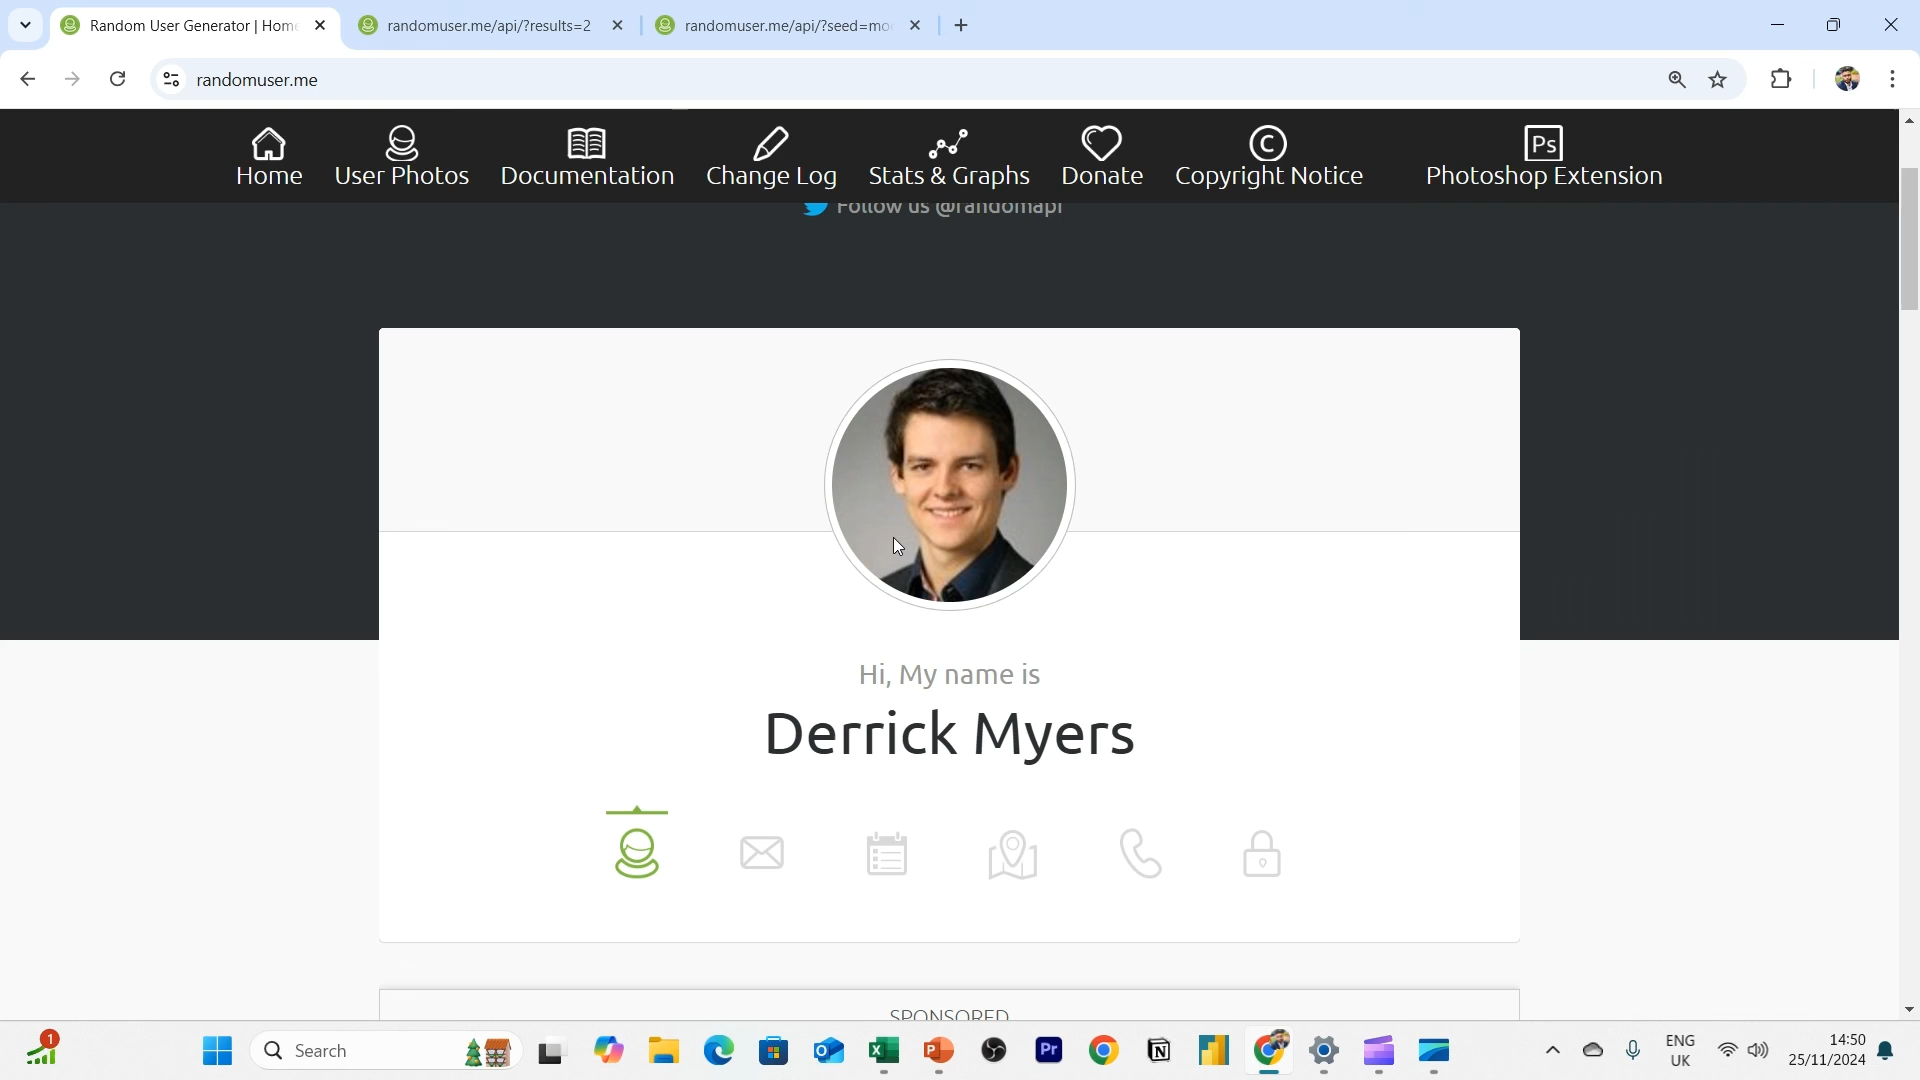 Random User Generator | Home
randomuser.me/api/?results=2
randomuser.me/api/?seed=mo
randomuser.me
Home
User Photos
Documentation
Change Log
Stats & Graphs
Donate
C
Copyright Notice
Ps
Photoshop Extension
Follow us @randomapi
Hi, My name is
Derrick Myers
SPONSORED
1
Search
Pr
ENG
UK
14:50
25/11/2024